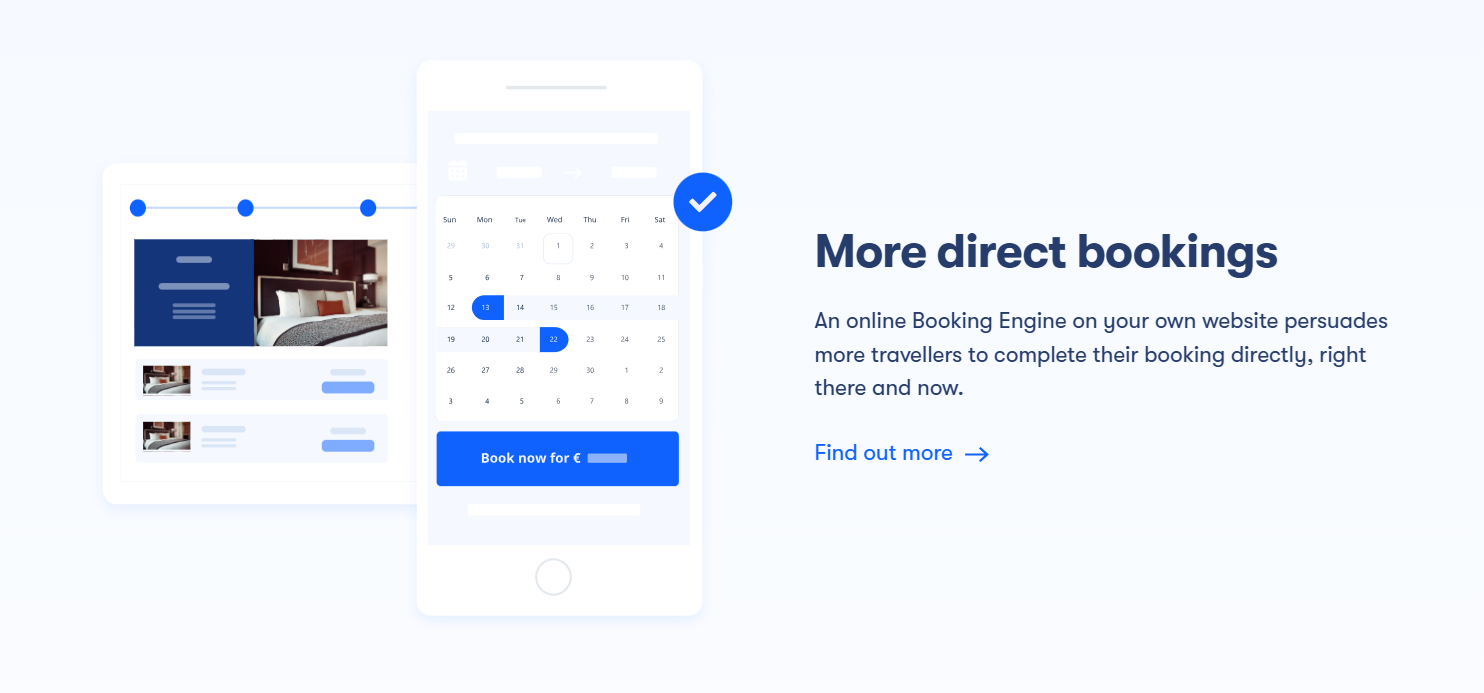 Sun Mon Tue Wed Thu Fri Sat
29 30 31 1 2 3 4
5 6 7 8 9 10 11
12 13 14 15 16 17 18
19 20 21 22 23 24 25
26 27 28 29 30 1 2
3 4 5 6 7 8 9
Book now for €
More direct bookings
An online Booking Engine on your own website persuades
more travellers to complete their booking directly, right
there and now.
Find out more →